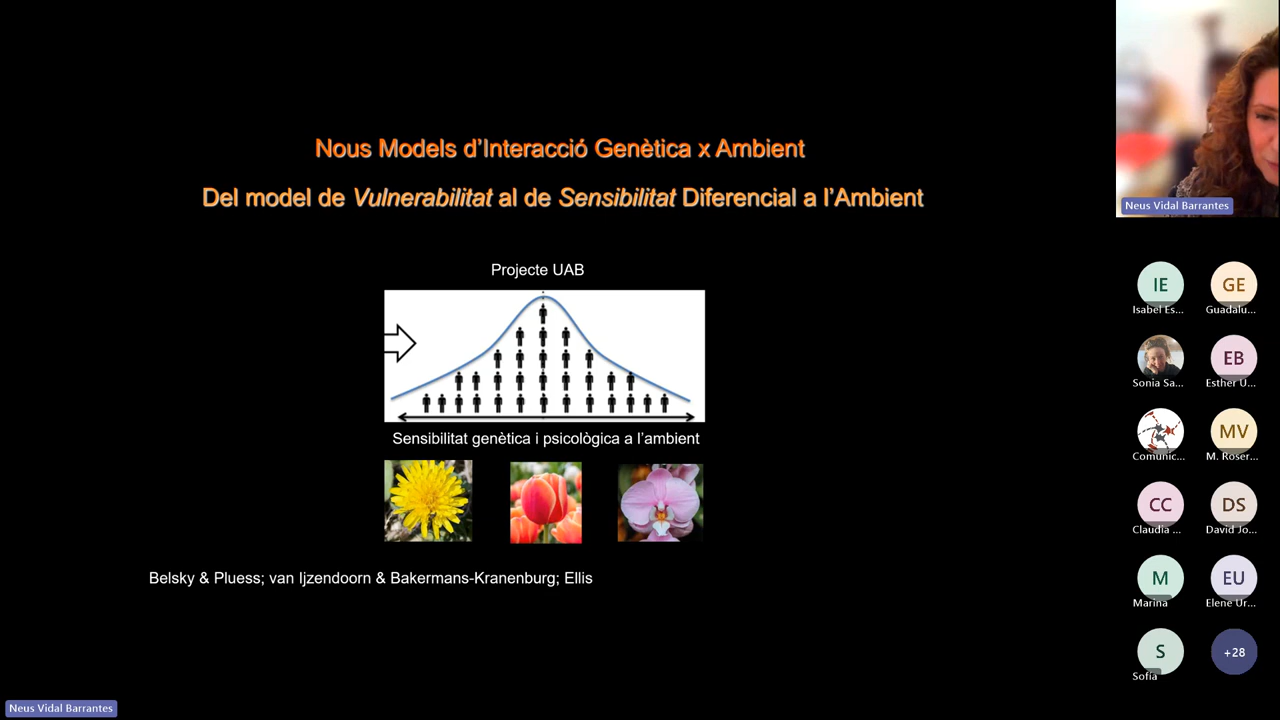 Nous Models d'Interacció Genètica x Ambient
Del model de Vulnerabilitat al de Sensibilitat Diferencial a l'Ambient
Projecte UAB
Sensibilitat genètica i psicològica a l'ambient
Belsky & Pluess; van Ijzendoorn & Bakermans-Kranenburg; Ellis
Neus Vidal Barrantes
Neus Vidal Barrantes
IE
GE
Isabel Es...
Guadalu...
EB
Sonia Sa...
Esther U...
MV
Comunic...
M. Roser...
CC
DS
Claudia ...
David Jo...
M
EU
Marina
Elene Ur...
S
+28
Sofía